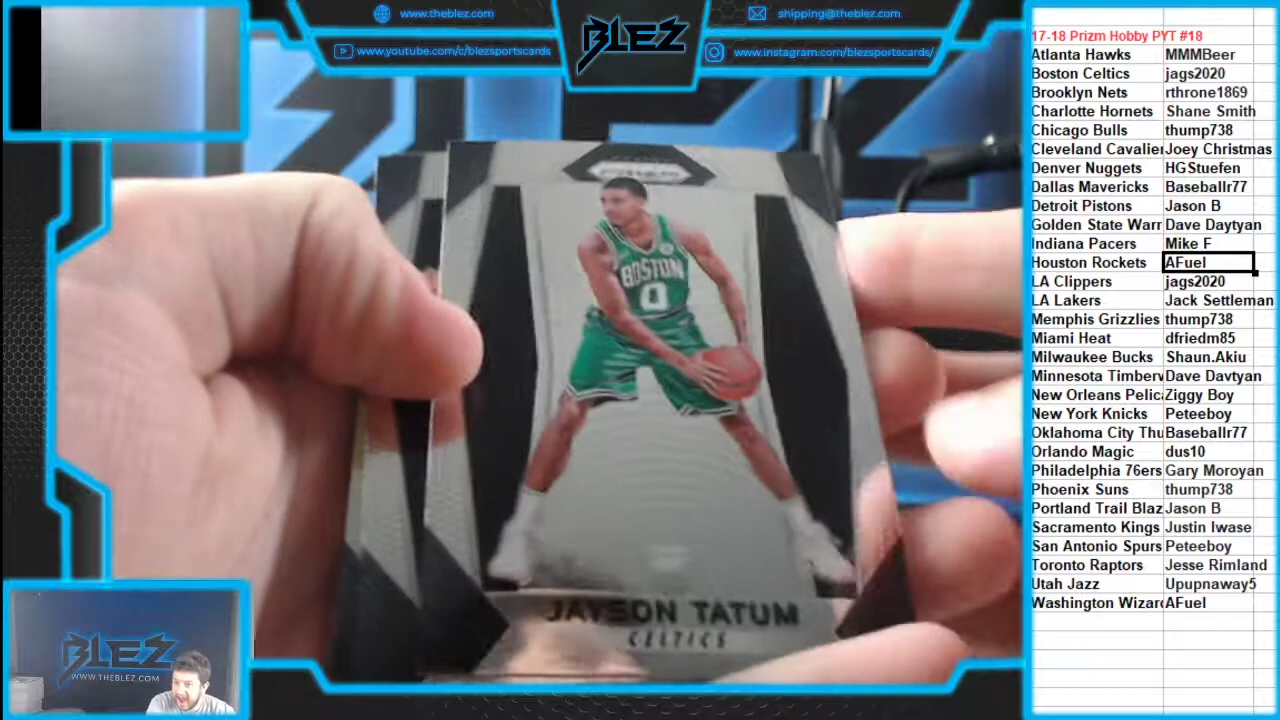 www.theblez.com
www.youtube.com/c/blezsportscards
BLEZ
shipping@theblez.com
www.instagram.com/blezsportscards/
PRIZM
BOSTON
0
JAYSON TATUM
CELTICS
BLEZ
WWW.THEBLEZ.COM
17-18 Prizm Hobby PYT #18
Atlanta Hawks MMMBeer
Boston Celtics jags2020
Brooklyn Nets rthrone1869
Charlotte Hornets Shane Smith
Chicago Bulls thump738
Cleveland Cavalier Joey Christmas
Denver Nuggets HGStuefen
Dallas Mavericks Baseballr77
Detroit Pistons Jason B
Golden State Warr Dave Daytyan
Indiana Pacers Mike F
Houston Rockets AFuel
LA Clippers jags2020
LA Lakers Jack Settleman
Memphis Grizzlies thump738
Miami Heat dfriedm85
Milwaukee Bucks Shaun.Akiu
Minnesota Timberv Dave Davtyan
New Orleans Pelica Ziggy Boy
New York Knicks Peteeboy
Oklahoma City Thu Baseballr77
Orlando Magic dus10
Philadelphia 76ers Gary Moroyan
Phoenix Suns thump738
Portland Trail Blaz Jason B
Sacramento Kings Justin Iwase
San Antonio Spurs Peteeboy
Toronto Raptors Jesse Rimland
Utah Jazz Upupnaway5
Washington Wizard AFuel